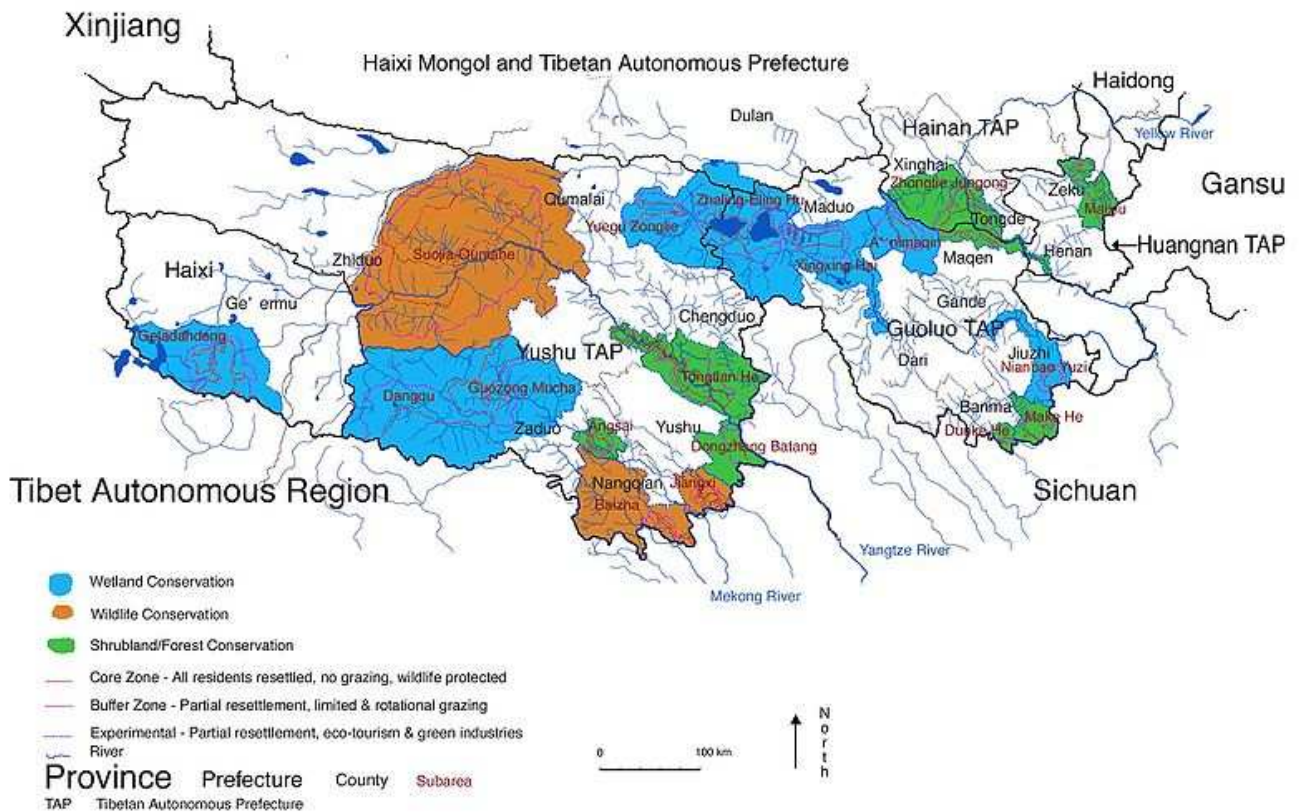 Xinjiang
Haixi Mongol and Tibetan Autonomous Prefecture
Haidong
Dulan
Hainan TAP
Yellow River
Xinghai
Gansu
Zhongtie Jungong
Zeku
Qumalai
Zhaling-Eling Hu
Maduo
Maixiu
Yuegu Zonglie
Tongde
A'nimaqin
Huangnan TAP
Suojia-Qumahe
Henan
Zhiduo
Maqen
Haixi
Xingxing Hai
Ge' ermu
Gande
Chengduo
Guoluo TAP
Geladandong
Yushu TAP
Jiuzhi
Dari
Nianbao Yuzi
Tongtian He
Guozong Mucha
Dangqu
Banma
Make He
Zaduo
Angsai
Yushu
Duoke He
Dongzhong Batang
Tibet Autonomous Region
Nangqian
Jiangxi
Sichuan
Baizha
Yangtze River
Mekong River
Wetland Conservation
Wildlife Conservation
Shrubland/Forest Conservation
Core Zone - All residents resettled, no grazing, wildlife protected
Buffer Zone - Partial resettlement, limited & rotational grazing
Experimental - Partial resettlement, eco-tourism & green industries
River
North
0 100 km
Province Prefecture County Subarea
TAP Tibetan Autonomous Prefecture